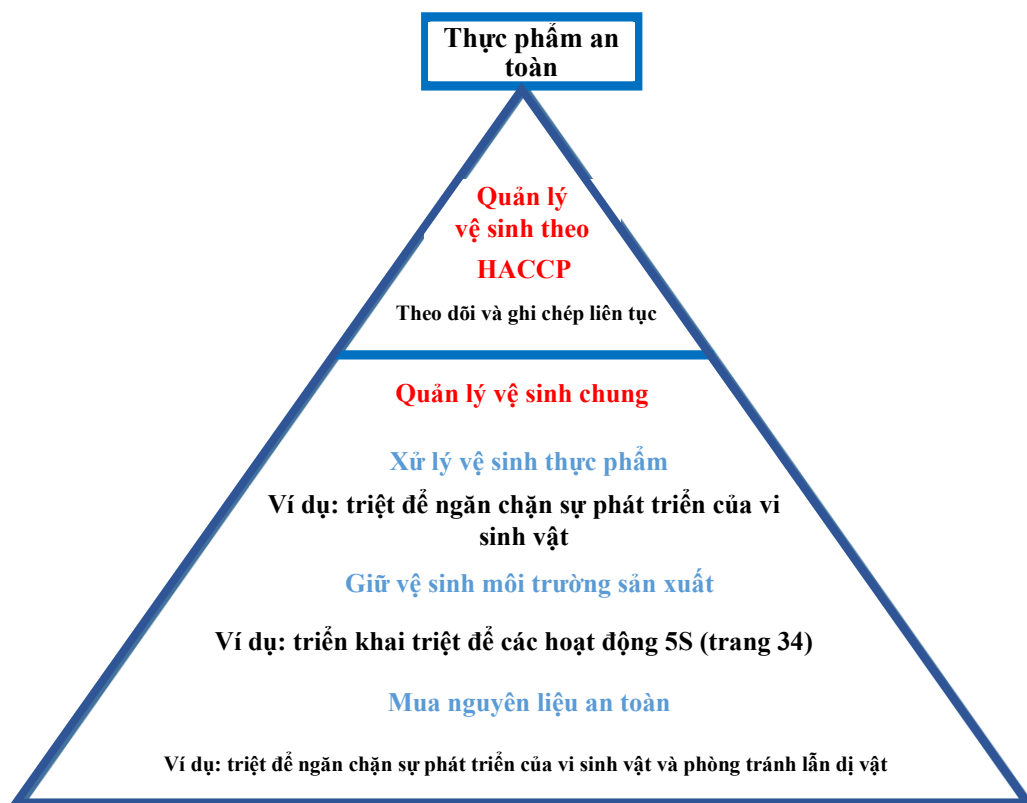 Thực phẩm an
toàn
Quản lý
vệ sinh theo
HACCP
Theo dõi và ghi chép liên tục
Quản lý vệ sinh chung
Xử lý vệ sinh thực phẩm
Ví dụ: triệt để ngăn chặn sự phát triển của vi
sinh vật
Giữ vệ sinh môi trường sản xuất
Ví dụ: triển khai triệt để các hoạt động 5S (trang 34)
Mua nguyên liệu an toàn
Ví dụ: triệt để ngăn chặn sự phát triển của vi sinh vật và phòng tránh lẫn dị vật